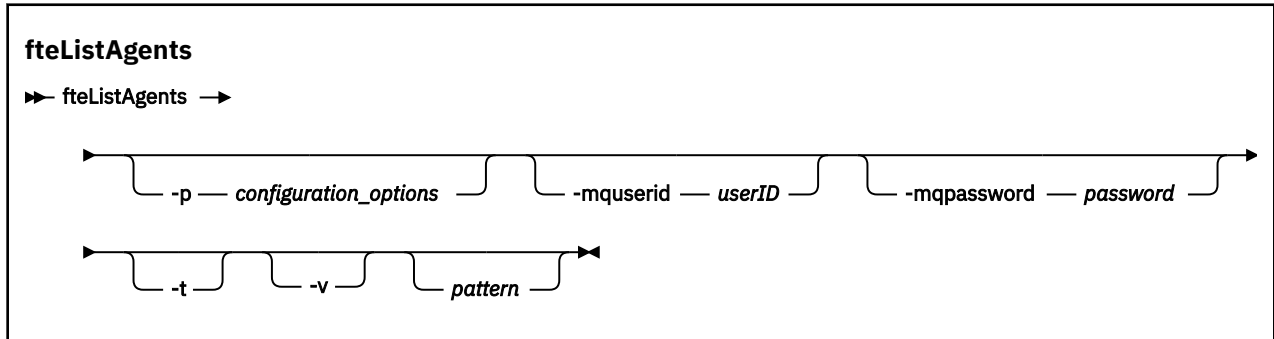 fteListAgents
fteListAgents
-p configuration_options -mquserid userID -mqpassword password
-t -v pattern